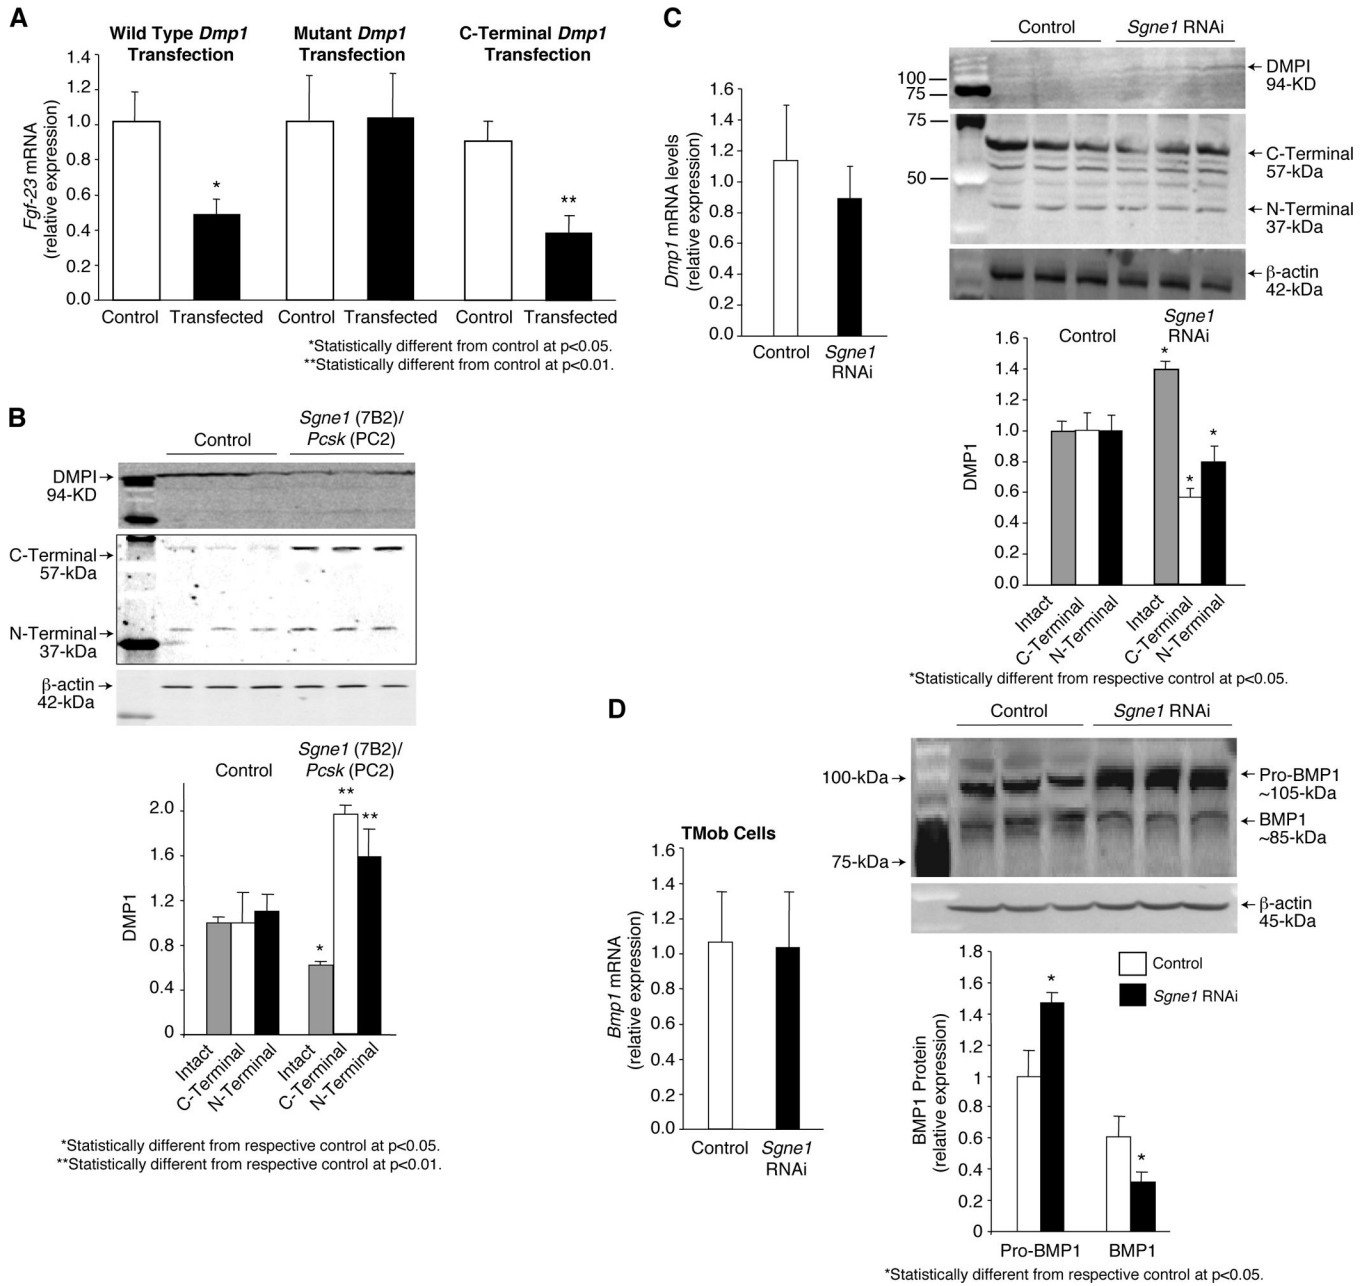 A
Wild Type Dmp1
Transfection
Mutant Dmp1
Transfection
C-Terminal Dmp1
Transfection
Fgf-23 mRNA
(relative expression)
1.4
1.2
1.0
0.8
0.6
0.4
0.2
0.0
*
**
Control
Transfected
Control
Transfected
Control
Transfected
*Statistically different from control at p<0.05.
**Statistically different from control at p<0.01.
B
Control
Sgne1 (7B2)/
Pcsk (PC2)
DMPI
94-KD
C-Terminal
57-kDa
N-Terminal
37-kDa
β-actin
42-kDa
Control
Sgne1 (7B2)/
Pcsk (PC2)
DMP1
2.0
1.6
1.2
0.8
0.4
0
*
**
**
Intact
C-Terminal
N-Terminal
Intact
C-Terminal
N-Terminal
*Statistically different from respective control at p<0.05.
**Statistically different from respective control at p<0.01.
C
Dmp1 mRNA levels
(relative expression)
1.6
1.4
1.2
1.0
0.8
0.6
0.4
0.2
0.0
Control
Sgne1
RNAi
Control
Sgne1 RNAi
100
75
75
50
DMPI
94-KD
C-Terminal
57-kDa
N-Terminal
37-kDa
β-actin
42-kDa
Control
Sgne1
RNAi
DMP1
1.6
1.4
1.2
1.0
0.8
0.6
0.4
0.2
0.0
*
*
*
Intact
C-Terminal
N-Terminal
Intact
C-Terminal
N-Terminal
*Statistically different from respective control at p<0.05.
D
TMob Cells
Bmp1 mRNA
(relative expression)
1.6
1.4
1.2
1.0
0.8
0.6
0.4
0.2
0.0
Control
Sgne1
RNAi
Control
Sgne1 RNAi
100-kDa
75-kDa
Pro-BMP1
~105-kDa
BMP1
~85-kDa
β-actin
45-kDa
BMP1 Protein
(relative expression)
1.8
1.6
1.4
1.2
1
0.8
0.6
0.4
0.2
0
Control
Sgne1 RNAi
*
*
Pro-BMP1
BMP1
*Statistically different from respective control at p<0.05.